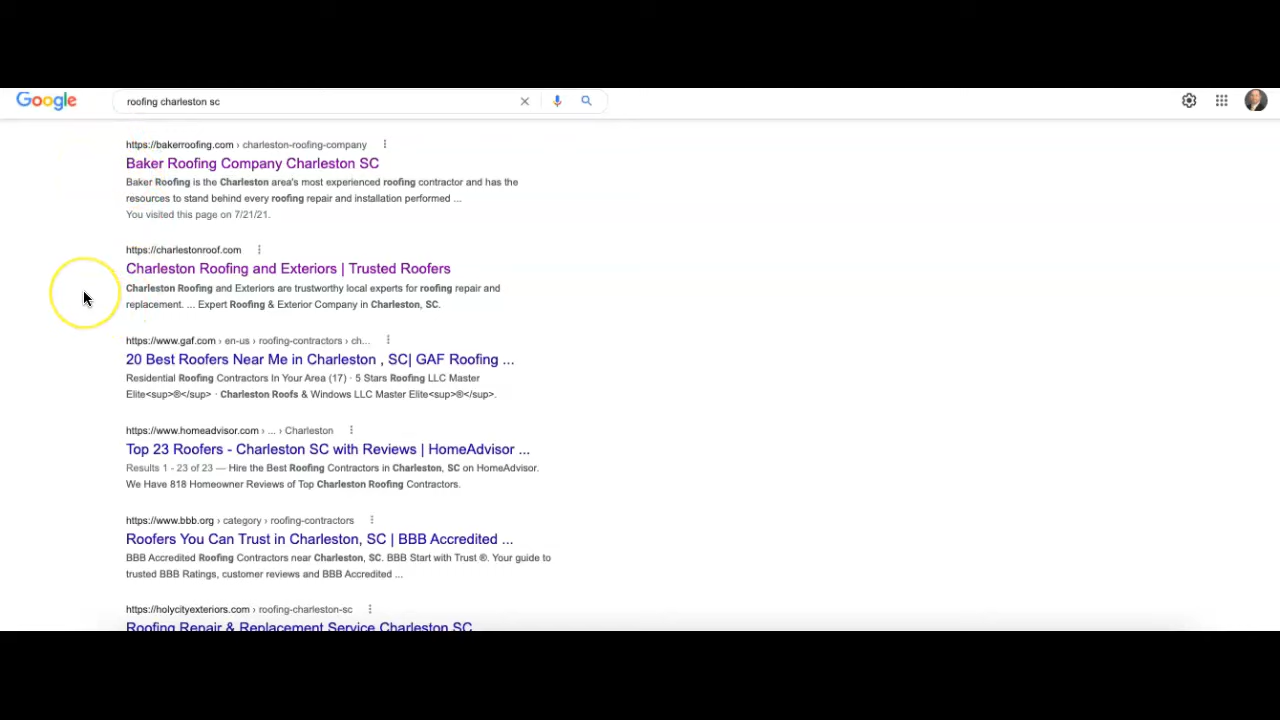 Google
roofing charleston sc
https://bakerroofing.com › charleston-roofing-company
Baker Roofing Company Charleston SC
Baker Roofing is the Charleston area's most experienced roofing contractor and has the
resources to stand behind every roofing repair and installation performed ...
You visited this page on 7/21/21.
https://charlestonroof.com
Charleston Roofing and Exteriors | Trusted Roofers
Charleston Roofing and Exteriors are trustworthy local experts for roofing repair and
replacement. ... Expert Roofing & Exterior Company in Charleston, SC.
https://www.gaf.com › en-us › roofing-contractors › ch...
20 Best Roofers Near Me in Charleston , SC| GAF Roofing ...
Residential Roofing Contractors In Your Area (17) · 5 Stars Roofing LLC Master
Elite<sup>®</sup> · Charleston Roofs & Windows LLC Master Elite<sup>®</sup>.
https://www.homeadvisor.com › ... › Charleston
Top 23 Roofers - Charleston SC with Reviews | HomeAdvisor ...
Results 1 - 23 of 23 — Hire the Best Roofing Contractors in Charleston, SC on HomeAdvisor.
We Have 818 Homeowner Reviews of Top Charleston Roofing Contractors.
https://www.bbb.org › category › roofing-contractors
Roofers You Can Trust in Charleston, SC | BBB Accredited ...
BBB Accredited Roofing Contractors near Charleston, SC. BBB Start with Trust ®. Your guide to
trusted BBB Ratings, customer reviews and BBB Accredited ...
https://holycityexteriors.com › roofing-charleston-sc
Roofing Repair & Replacement Service Charleston SC